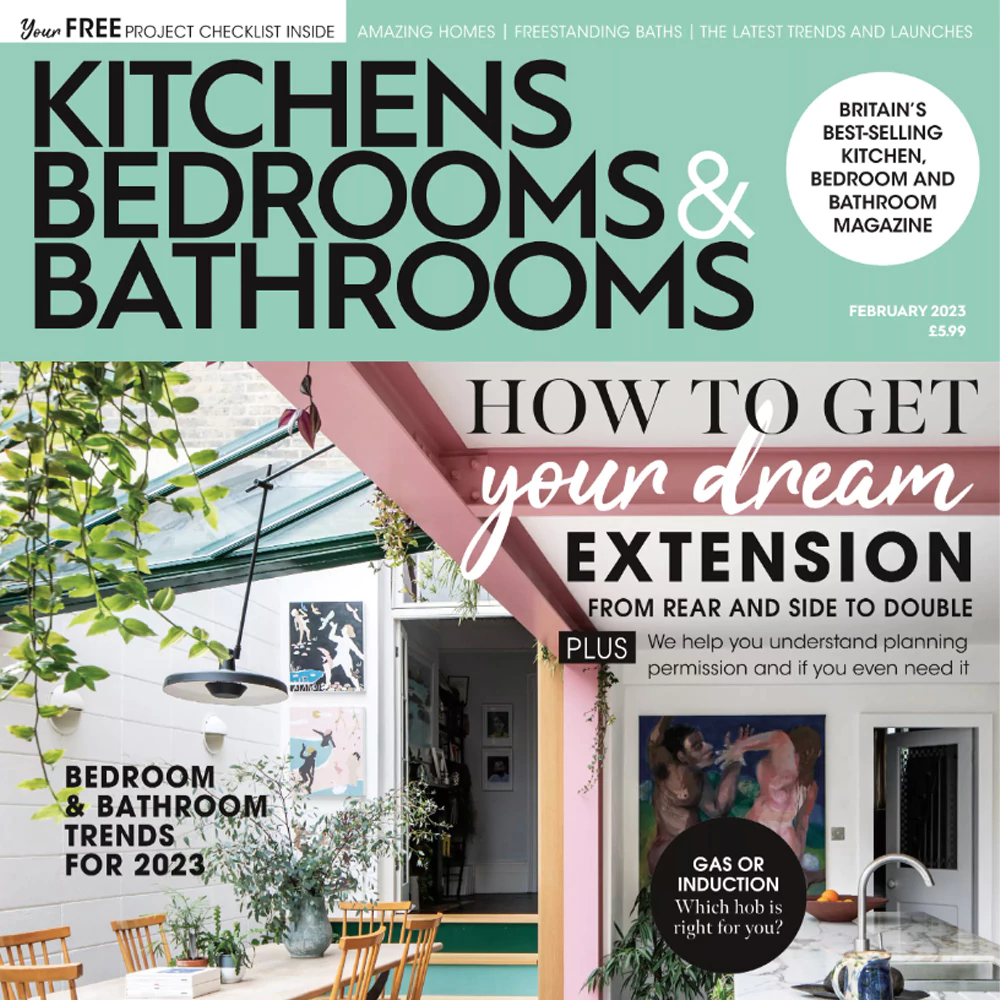 Your FREE PROJECT CHECKLIST INSIDE
AMAZING HOMES | FREESTANDING BATHS | THE LATEST TRENDS AND LAUNCHES
KITCHENS
BEDROOMS &
BATHROOMS
BRITAIN'S
BEST-SELLING
KITCHEN,
BEDROOM AND
BATHROOM
MAGAZINE
FEBRUARY 2023
£5.99
HOW TO GET
your dream
EXTENSION
FROM REAR AND SIDE TO DOUBLE
PLUS We help you understand planning
permission and if you even need it
BEDROOM
& BATHROOM
TRENDS
FOR 2023
GAS OR
INDUCTION
Which hob is
right for you?